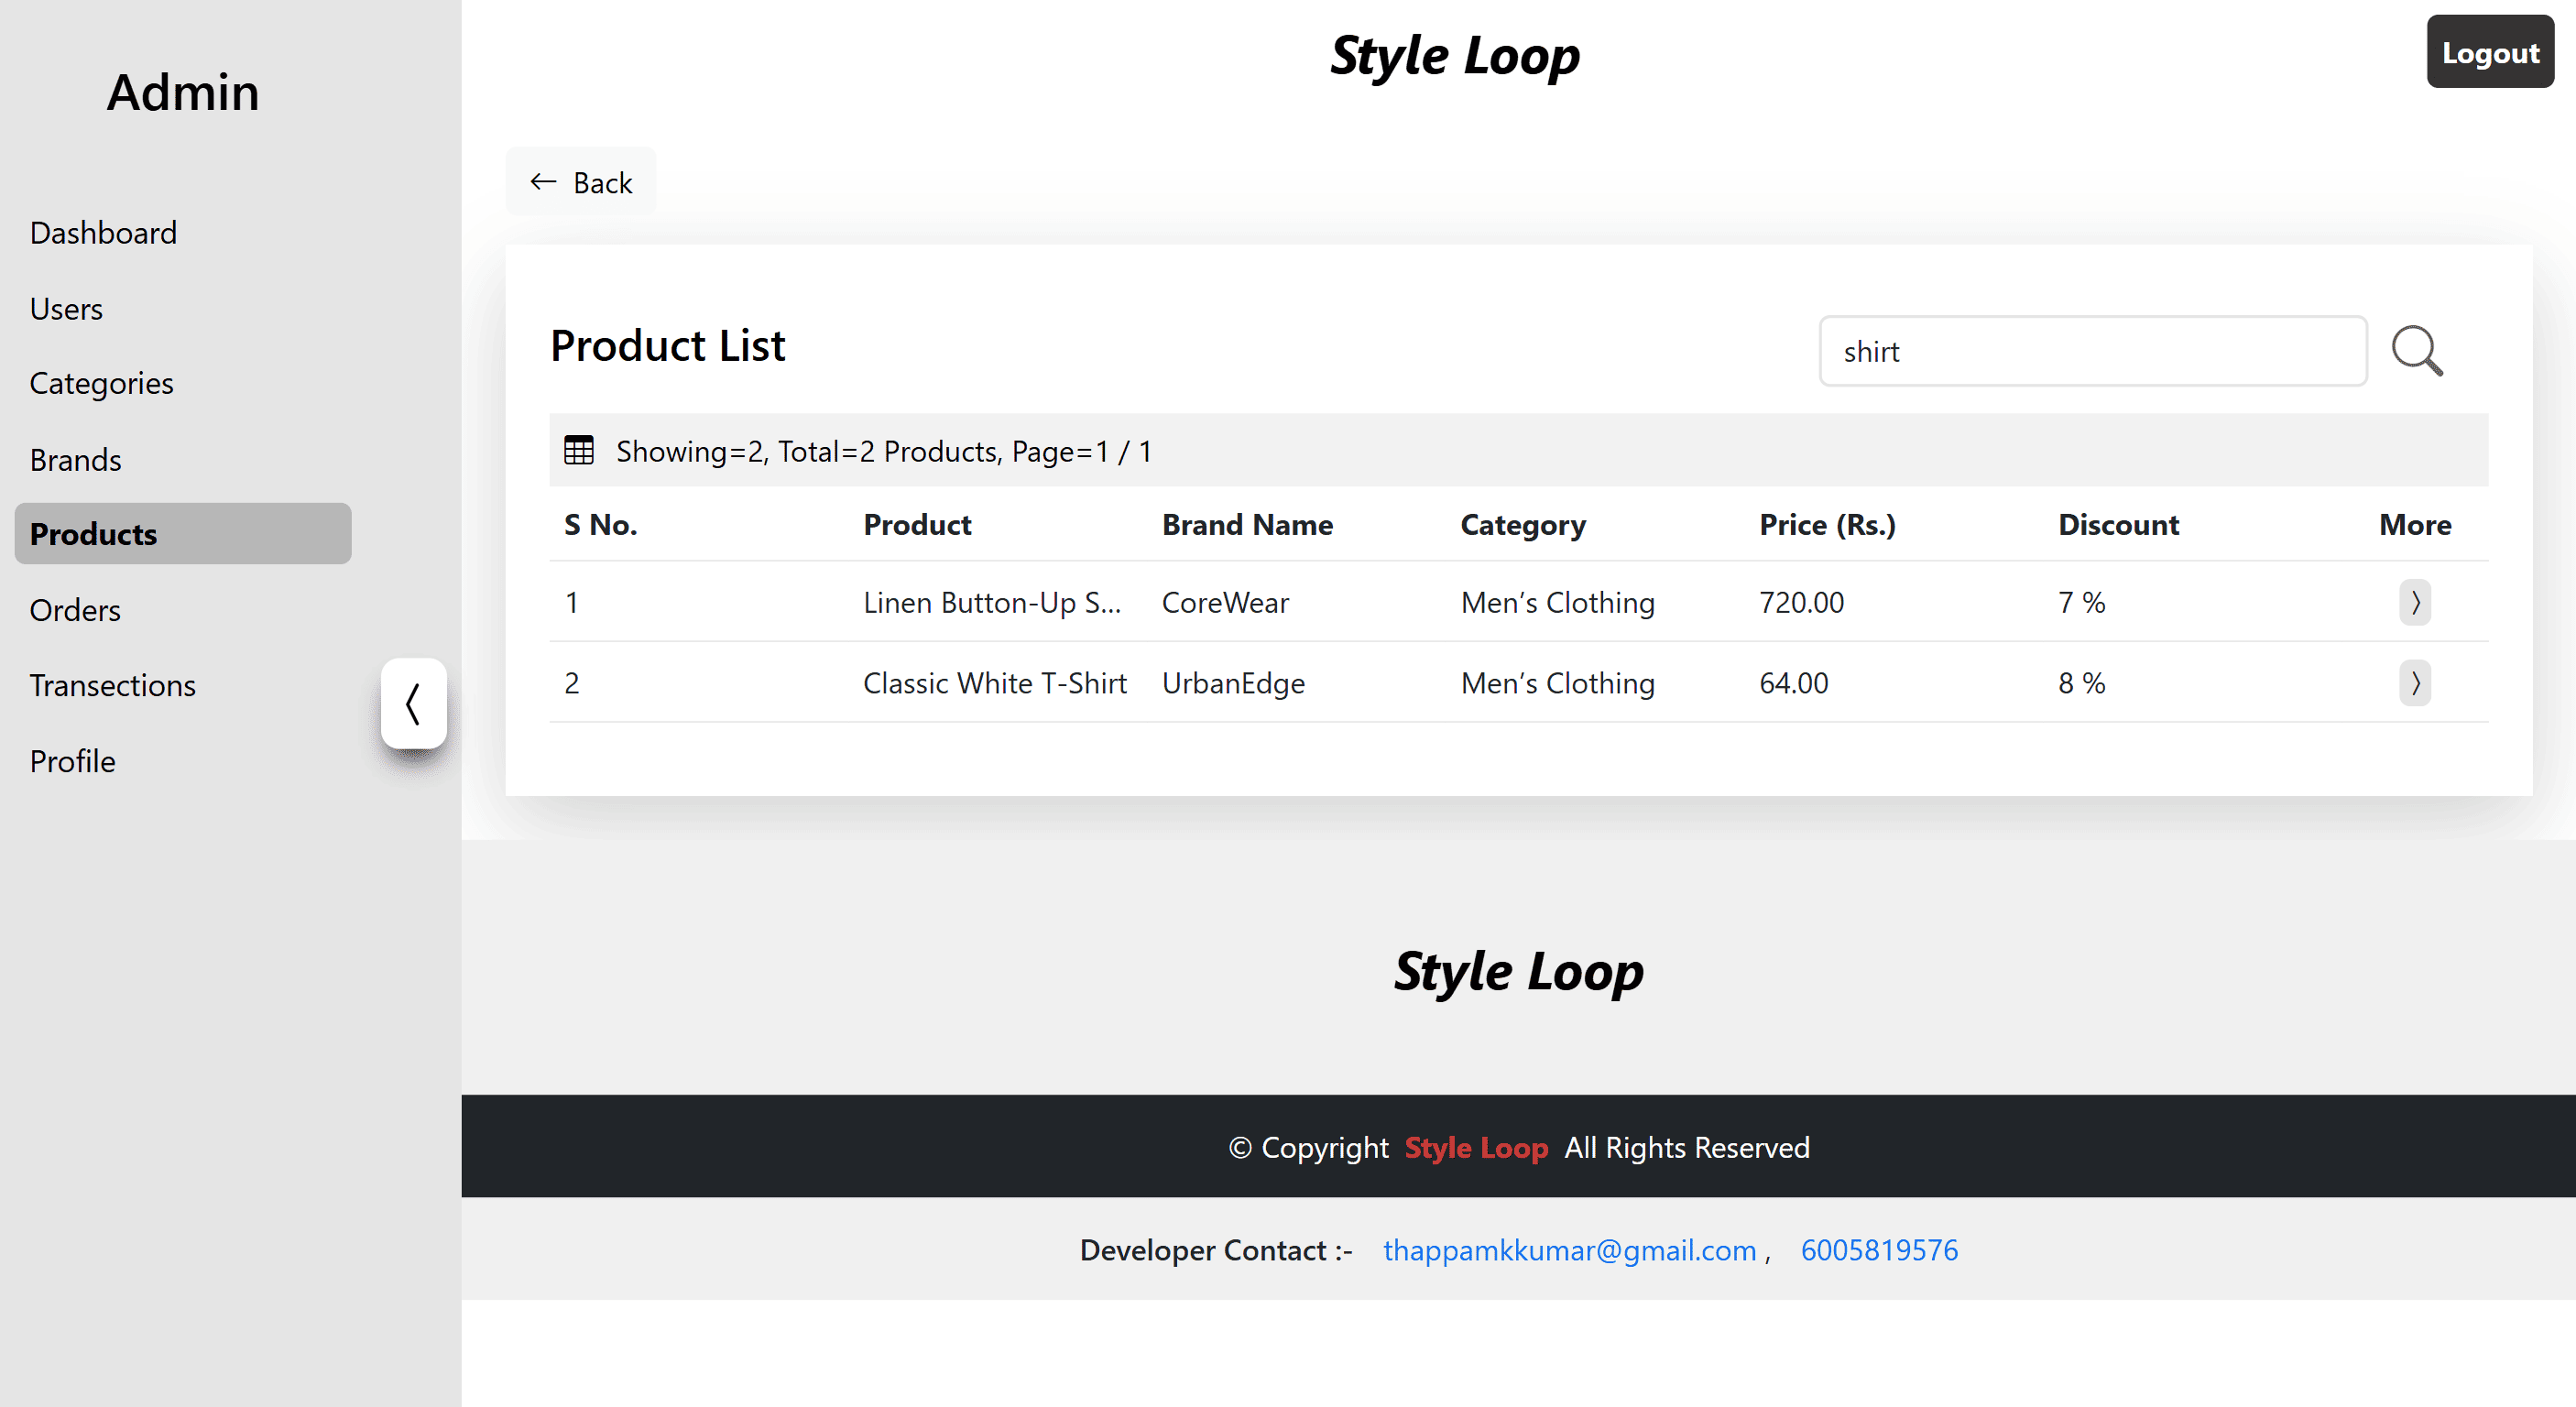 Admin
Dashboard
Users
Categories
Brands
Products
Orders
Transections
Profile
Style Loop
Logout
Back
Product List
shirt
Showing=2, Total=2 Products, Page=1 / 1
S No. Product Brand Name Category Price (Rs.) Discount More
1 Linen Button-Up S... CoreWear Men’s Clothing 720.00 7 %
2 Classic White T-Shirt UrbanEdge Men’s Clothing 64.00 8 %
Style Loop
© Copyright Style Loop All Rights Reserved
Developer Contact :- thappamkkumar@gmail.com , 6005819576